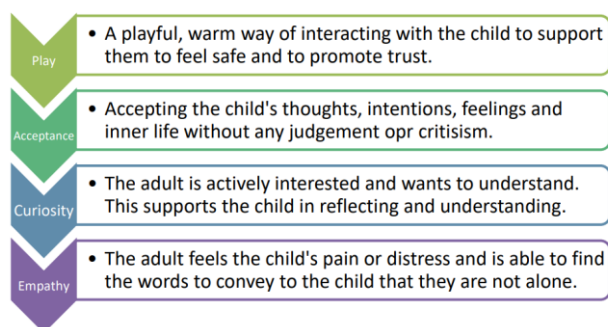 Play
• A playful, warm way of interacting with the child to support
them to feel safe and to promote trust.
Acceptance
• Accepting the child's thoughts, intentions, feelings and
inner life without any judgement opr critisism.
Curiosity
• The adult is actively interested and wants to understand.
This supports the child in reflecting and understanding.
Empathy
• The adult feels the child's pain or distress and is able to find
the words to convey to the child that they are not alone.